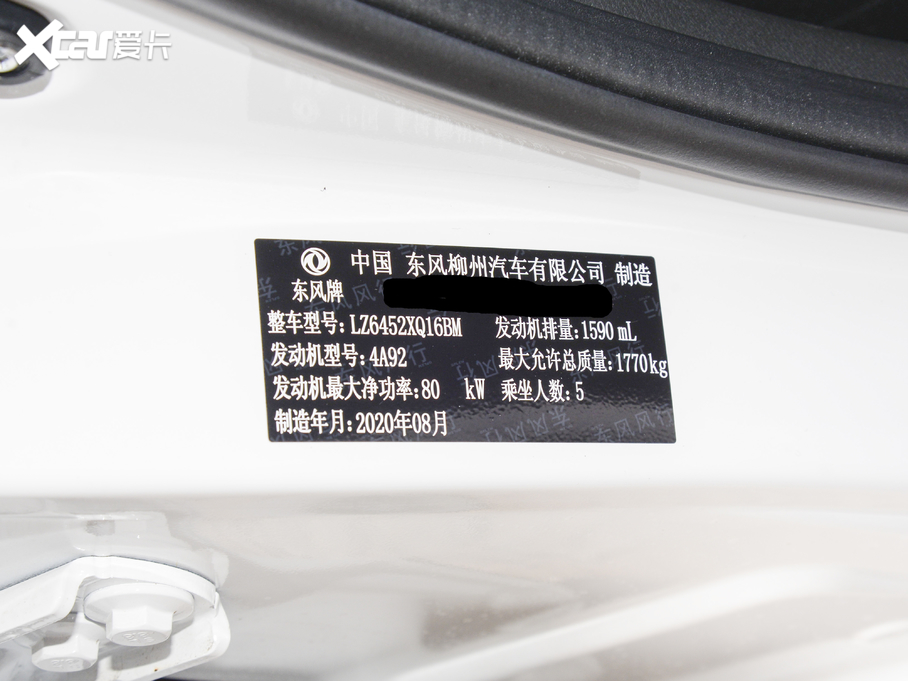 Xcar爱卡
中国 东风柳州汽车有限公司 制造
东风牌
整车型号:LZ6452XQ16BM 发动机排量:1590 mL
发动机型号:4A92 最大允许总质量:1770kg
发动机最大净功率:80 kW 乘坐人数:5
制造年月:2020年08月